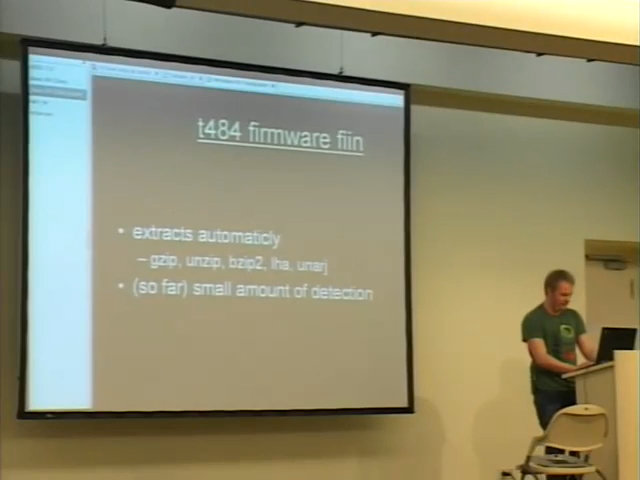 t484 firmware fiin
• extracts automaticly
– gzip, unzip, bzip2, lha, unarj
• (so far) small amount of detection